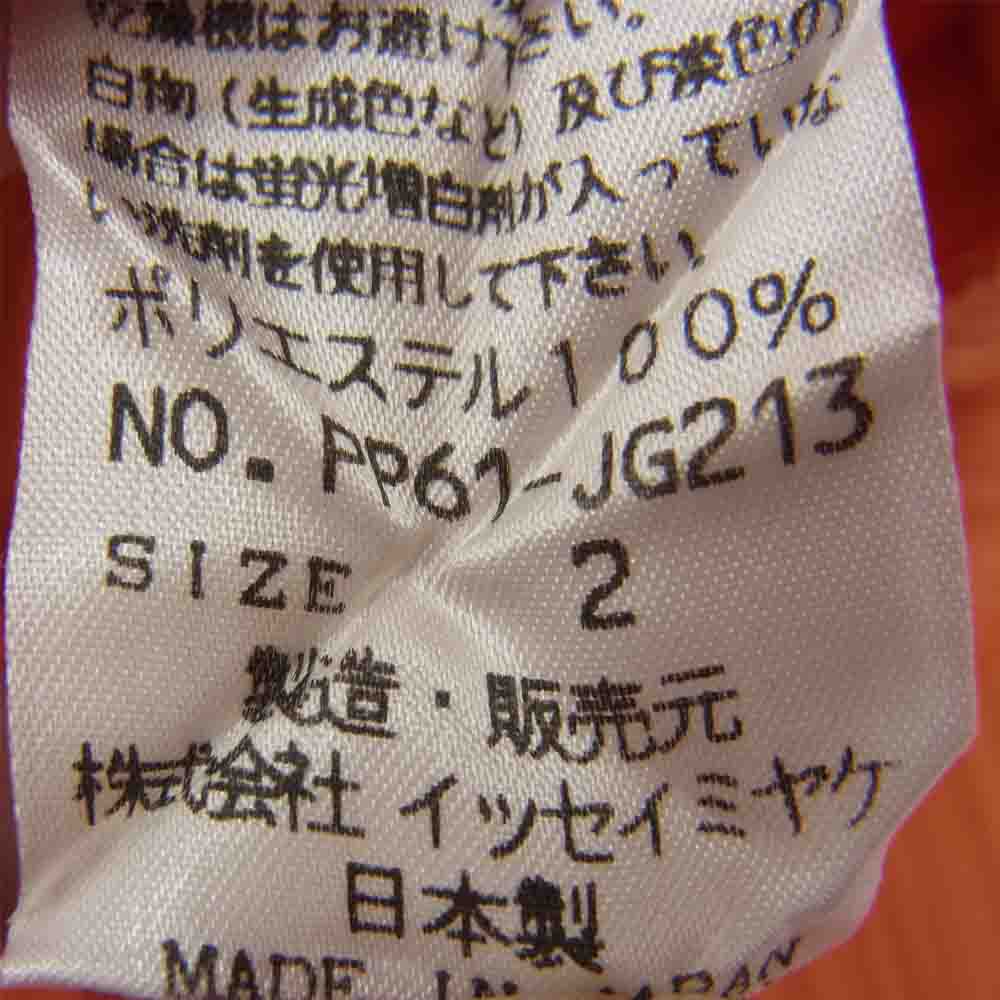 乾燥機はお避け下さい。
白物(生成色など)及び淡色の
場合は蛍光増白剤が入っていな
い洗剤を使用して下さい
ポリエステル100%
NO. PP61-JG213
SIZE 2
製造・販売元
株式会社 イッセイミヤケ
日本製
MADE IN JAPAN